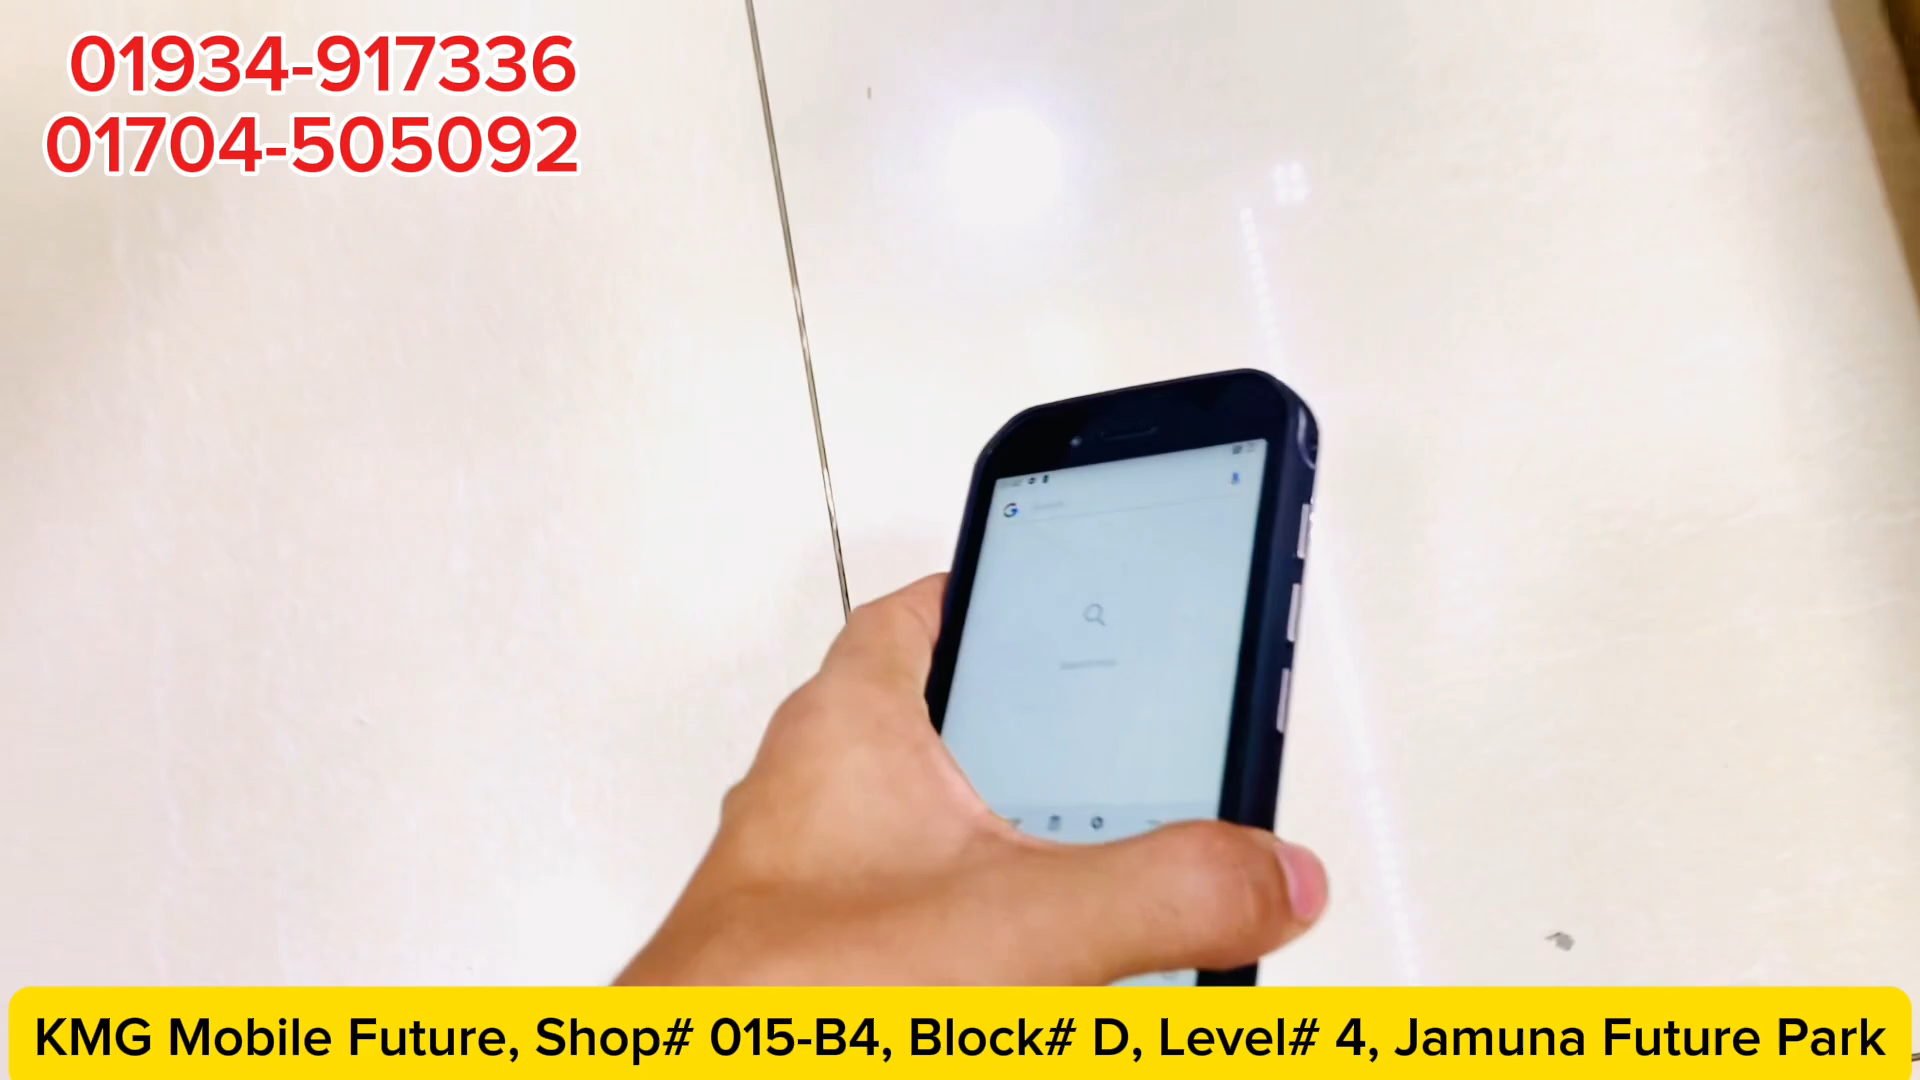 01934-917336
01704-505092
G
KMG Mobile Future, Shop# 015-B4, Block# D, Level# 4, Jamuna Future Park